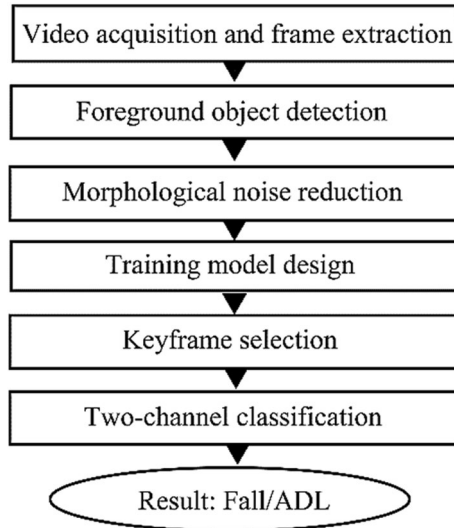 Video acquisition and frame extraction
Foreground object detection
Morphological noise reduction
Training model design
Keyframe selection
Two-channel classification
Result: Fall/ADL